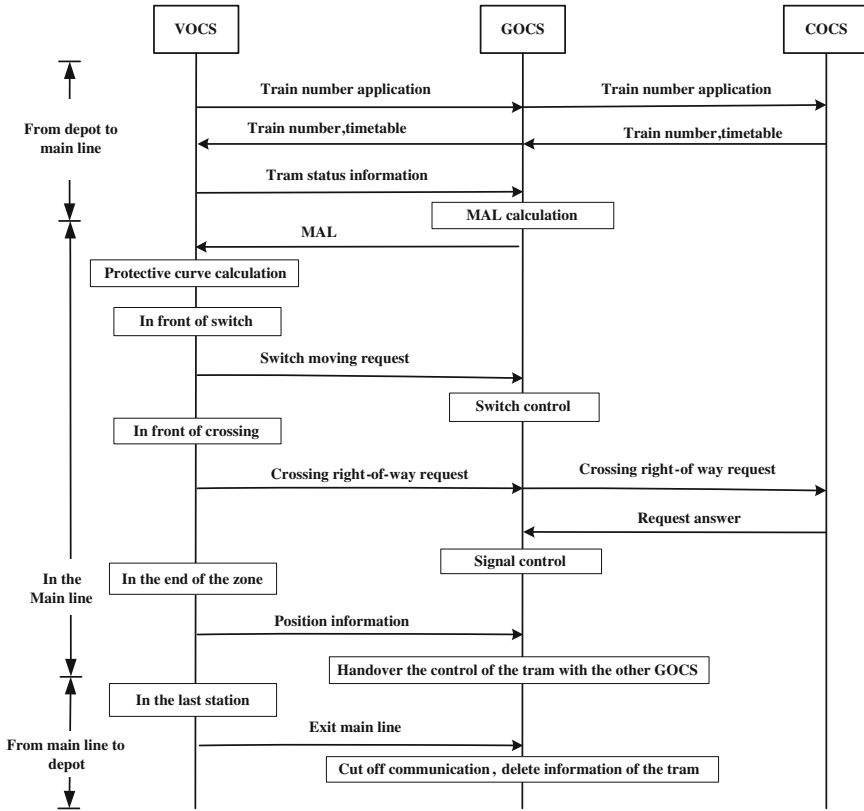 VOCS
GOCS
COCS
Train number application
Train number application
From depot to
main line
Train number,timetable
Train number,timetable
Tram status information
MAL calculation
MAL
Protective curve calculation
In front of switch
Switch moving request
Switch control
In front of crossing
Crossing right-of-way request
Crossing right-of way request
Request answer
Signal control
In the
Main line
In the end of the zone
Position information
Handover the control of the tram with the other GOCS
In the last station
Exit main line
From main line to
depot
Cut off communication, delete information of the tram